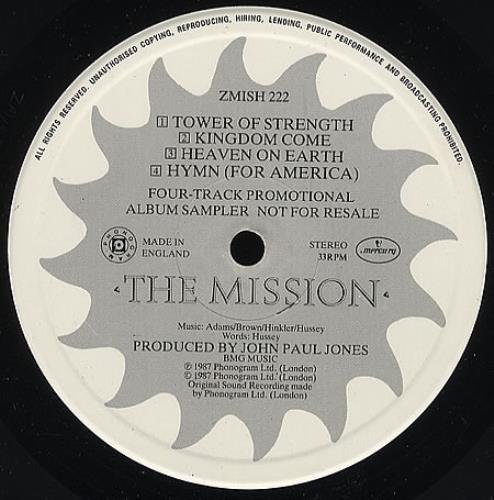 ALL RIGHTS RESERVED. UNAUTHORISED COPYING, REPRODUCING, HIRING, LENDING, PUBLIC PERFORMANCE AND BROADCASTING PROHIBITED.
ZMISH 222
1 TOWER OF STRENGTH
2 KINGDOM COME
3 HEAVEN ON EARTH
4 HYMN (FOR AMERICA)
FOUR-TRACK PROMOTIONAL
ALBUM SAMPLER NOT FOR RESALE
PHONOGRAM
MADE IN
ENGLAND
STEREO
33RPM
mercury
THE MISSION
Music: Adams/Brown/Hinkler/Hussey
Words: Hussey
PRODUCED BY JOHN PAUL JONES
BMG MUSIC
℗ 1987 Phonogram Ltd. (London)
© 1987 Phonogram Ltd. (London)
Original Sound Recording made
by Phonogram Ltd. (London)